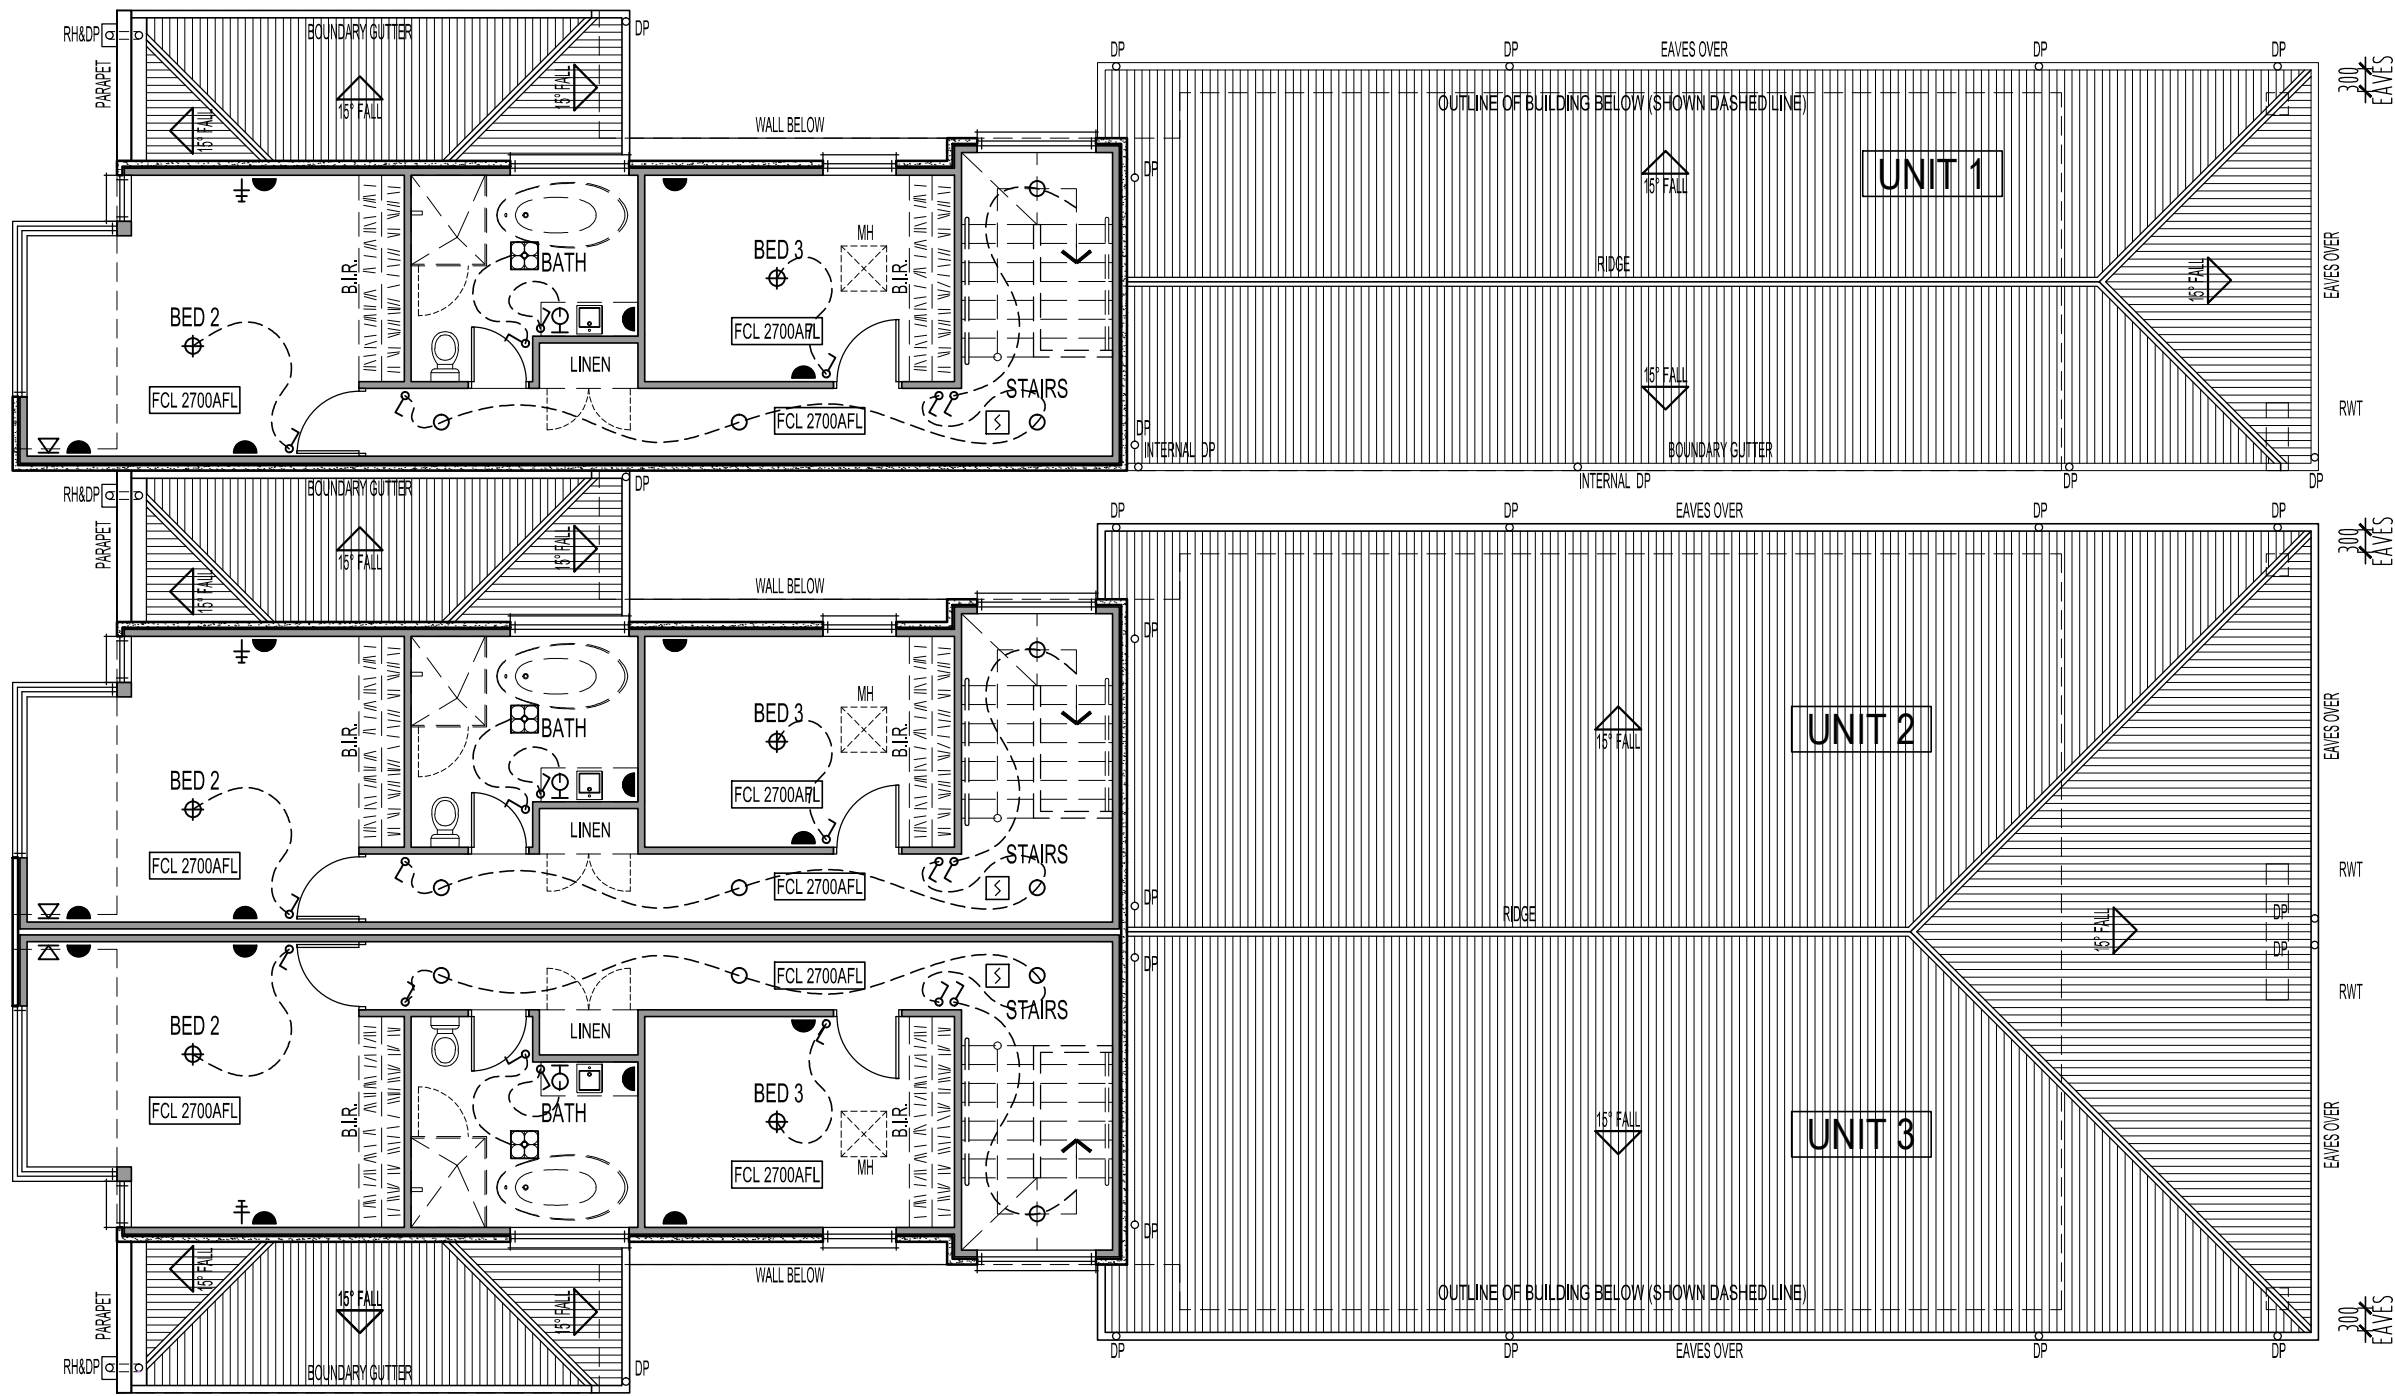 RH&DP
BOUNDARY GUTTER
DP
PARAPET
15° FALL
15° FALL
15° FALL
WALL BELOW
DP
DP
EAVES OVER
DP
DP
300
EAVES
OUTLINE OF BUILDING BELOW (SHOWN DASHED LINE)
DP
15° FALL
UNIT 1
MH
BED 3
BATH
B.I.R.
B.I.R.
RIDGE
15° FALL
EAVES OVER
BED 2
FCL 2700AFL
LINEN
STAIRS
15° FALL
FCL 2700AFL
FCL 2700AFL
RWT
DP
INTERNAL DP
BOUNDARY GUTTER
INTERNAL DP
DP
DP
RH&DP
BOUNDARY GUTTER
DP
PARAPET
15° FALL
15° FALL
15° FALL
WALL BELOW
DP
DP
EAVES OVER
DP
DP
300
EAVES
DP
MH
BED 3
BATH
B.I.R.
B.I.R.
15° FALL
UNIT 2
EAVES OVER
BED 2
FCL 2700AFL
LINEN
STAIRS
FCL 2700AFL
FCL 2700AFL
RWT
DP
RIDGE
DP
15° FALL
DP
DP
FCL 2700AFL
RWT
STAIRS
BED 2
LINEN
BED 3
BATH
FCL 2700AFL
B.I.R.
B.I.R.
MH
FCL 2700AFL
15° FALL
UNIT 3
EAVES OVER
DP
WALL BELOW
15° FALL
15° FALL
15° FALL
OUTLINE OF BUILDING BELOW (SHOWN DASHED LINE)
PARAPET
300
EAVES
RH&DP
BOUNDARY GUTTER
DP
DP
DP
EAVES OVER
DP
DP